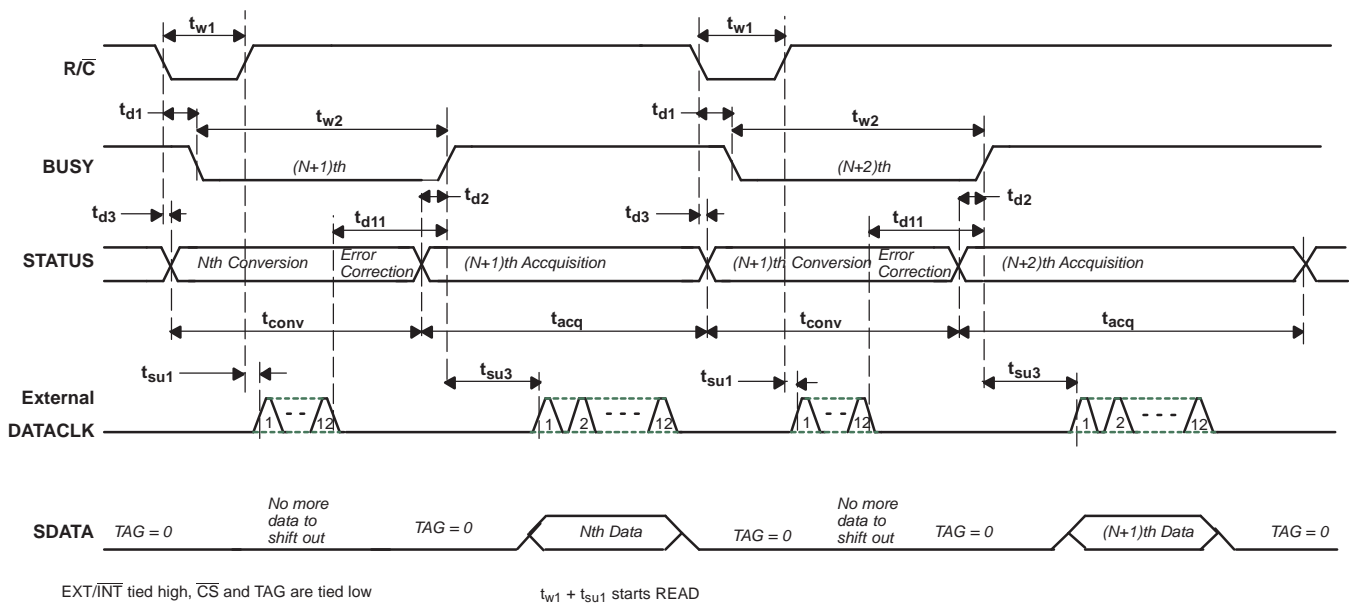 tw1 tw1
R/C̅
td1 tw2 td1 tw2
BUSY (N+1)th (N+2)th
td3 td2 td3 td2
td11 td11
STATUS Nth Conversion Error Correction (N+1)th Accquisition (N+1)th Conversion Error Correction (N+2)th Accquisition
tconv tacq tconv tacq
tsu1 tsu3 tsu1 tsu3
External
DATACLK 1 - - 12 1 2 - - - 12 1 - - 12 1 2 - - - 12
SDATA TAG = 0 No more data to shift out TAG = 0 Nth Data TAG = 0 No more data to shift out TAG = 0 (N+1)th Data TAG = 0
EXT/I̅N̅T̅ tied high, C̅S̅ and TAG are tied low tw1 + tsu1 starts READ